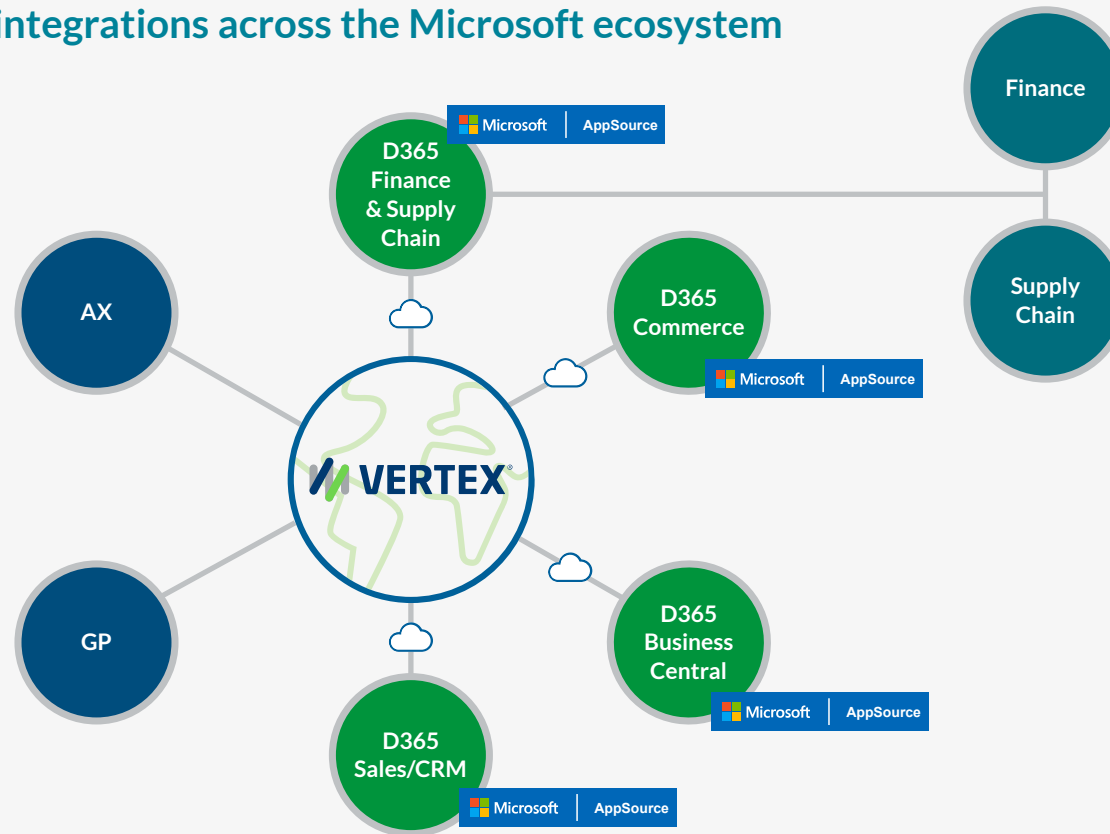 integrations across the Microsoft ecosystem
Finance
Microsoft | AppSource
D365
Finance
& Supply
Chain
AX
D365
Commerce
Supply
Chain
Microsoft | AppSource
VERTEX®
GP
D365
Business
Central
Microsoft | AppSource
D365
Sales/CRM
Microsoft | AppSource